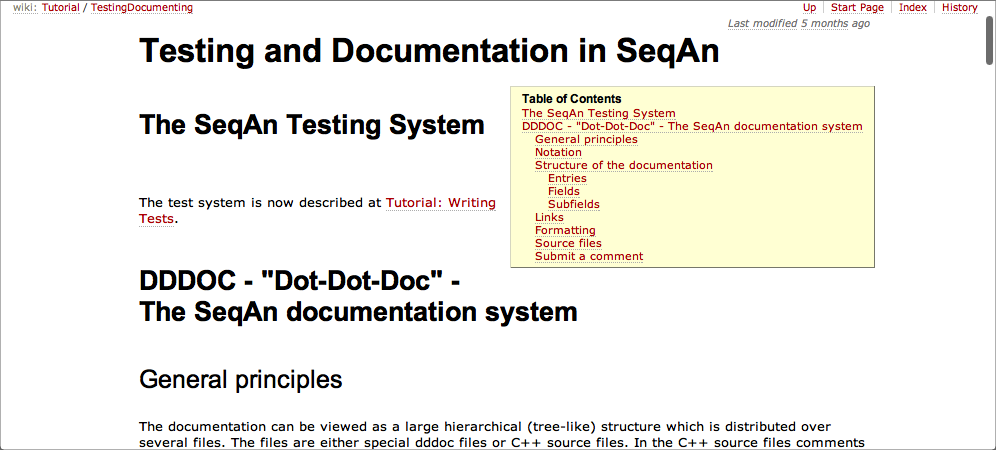 wiki: Tutorial / TestingDocumenting
Up Start Page Index History
Last modified 5 months ago
Testing and Documentation in SeqAn
Table of Contents
The SeqAn Testing System
DDDOC - "Dot-Dot-Doc" - The SeqAn documentation system
General principles
Notation
Structure of the documentation
Entries
Fields
Subfields
Links
Formatting
Source files
Submit a comment
The SeqAn Testing System
The test system is now described at Tutorial: Writing
Tests.
DDDOC - "Dot-Dot-Doc" -
The SeqAn documentation system
General principles
The documentation can be viewed as a large hierarchical (tree-like) structure which is distributed over
several files. The files are either special dddoc files or C++ source files. In the C++ source files comments